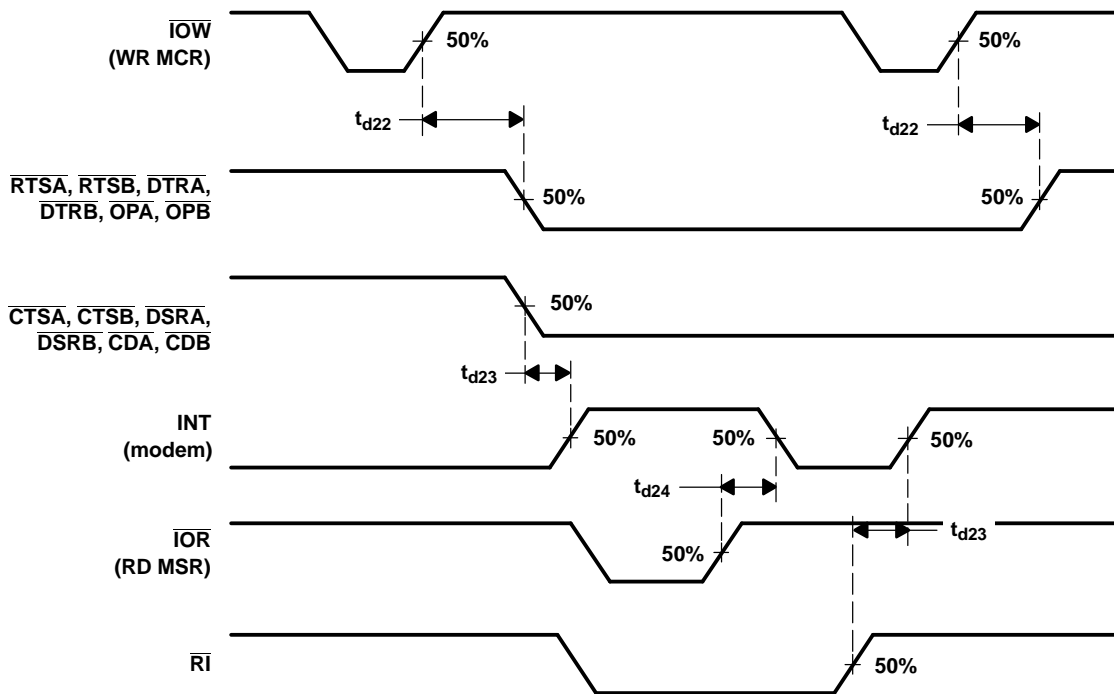 IOW
(WR MCR)
50%
50%
td22
td22
RTSA, RTSB, DTRA,
DTRB, OPA, OPB
50%
50%
CTSA, CTSB, DSRA,
DSRB, CDA, CDB
50%
td23
INT
(modem)
50%
50%
50%
td24
IOR
(RD MSR)
50%
td23
RI
50%